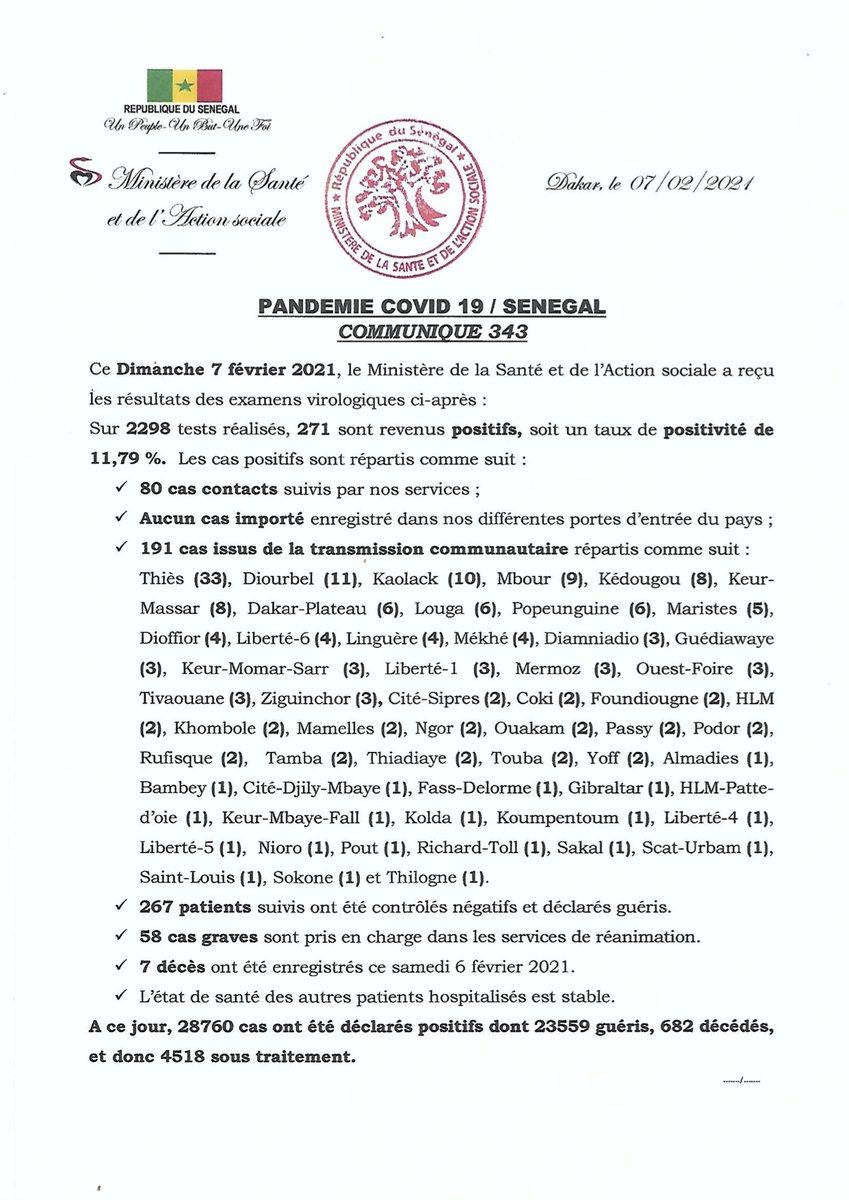 REPUBLIQUE DU SENEGAL
Un Peuple-Un But-Une Foi
Ministère de la Santé
et de l'Action sociale
★ République du Sénégal ★
MINISTERE DE LA SANTE ET DE L'ACTION SOCIALE
Dakar, le 07/02/2021
PANDEMIE COVID 19 / SENEGAL
COMMUNIQUE 343
Ce Dimanche 7 février 2021, le Ministère de la Santé et de l'Action sociale a reçu
les résultats des examens virologiques ci-après :
Sur 2298 tests réalisés, 271 sont revenus positifs, soit un taux de positivité de
11,79 %. Les cas positifs sont répartis comme suit :
✓ 80 cas contacts suivis par nos services ;
✓ Aucun cas importé enregistré dans nos différentes portes d'entrée du pays ;
✓ 191 cas issus de la transmission communautaire répartis comme suit :
Thiès (33), Diourbel (11), Kaolack (10), Mbour (9), Kédougou (8), Keur-
Massar (8), Dakar-Plateau (6), Louga (6), Popeunguine (6), Maristes (5),
Dioffior (4), Liberté-6 (4), Linguère (4), Mékhé (4), Diamniadio (3), Guédiawaye
(3), Keur-Momar-Sarr (3), Liberté-1 (3), Mermoz (3), Ouest-Foire (3),
Tivaouane (3), Ziguinchor (3), Cité-Sipres (2), Coki (2), Foundiougne (2), HLM
(2), Khombole (2), Mamelles (2), Ngor (2), Ouakam (2), Passy (2), Podor (2),
Rufisque (2), Tamba (2), Thiadiaye (2), Touba (2), Yoff (2), Almadies (1),
Bambey (1), Cité-Djily-Mbaye (1), Fass-Delorme (1), Gibraltar (1), HLM-Patte-
d'oie (1), Keur-Mbaye-Fall (1), Kolda (1), Koumpentoum (1), Liberté-4 (1),
Liberté-5 (1), Nioro (1), Pout (1), Richard-Toll (1), Sakal (1), Scat-Urbam (1),
Saint-Louis (1), Sokone (1) et Thilogne (1).
✓ 267 patients suivis ont été contrôlés négatifs et déclarés guéris.
✓ 58 cas graves sont pris en charge dans les services de réanimation.
✓ 7 décès ont été enregistrés ce samedi 6 février 2021.
✓ L'état de santé des autres patients hospitalisés est stable.
A ce jour, 28760 cas ont été déclarés positifs dont 23559 guéris, 682 décédés,
et donc 4518 sous traitement.
......./.......